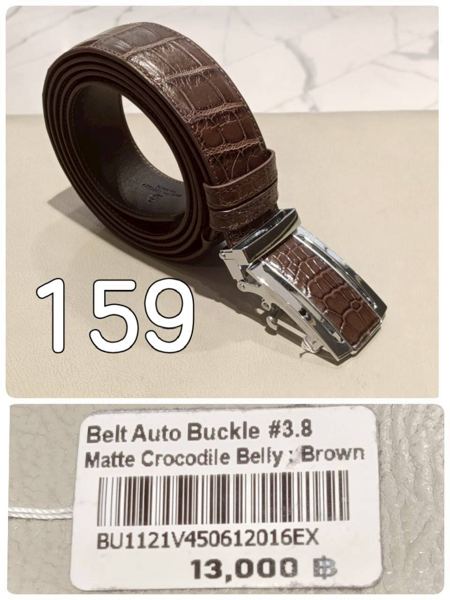 159
Belt Auto Buckle #3.8
Matte Crocodile Belly : Brown
BU1121V450612016EX
13,000 ฿